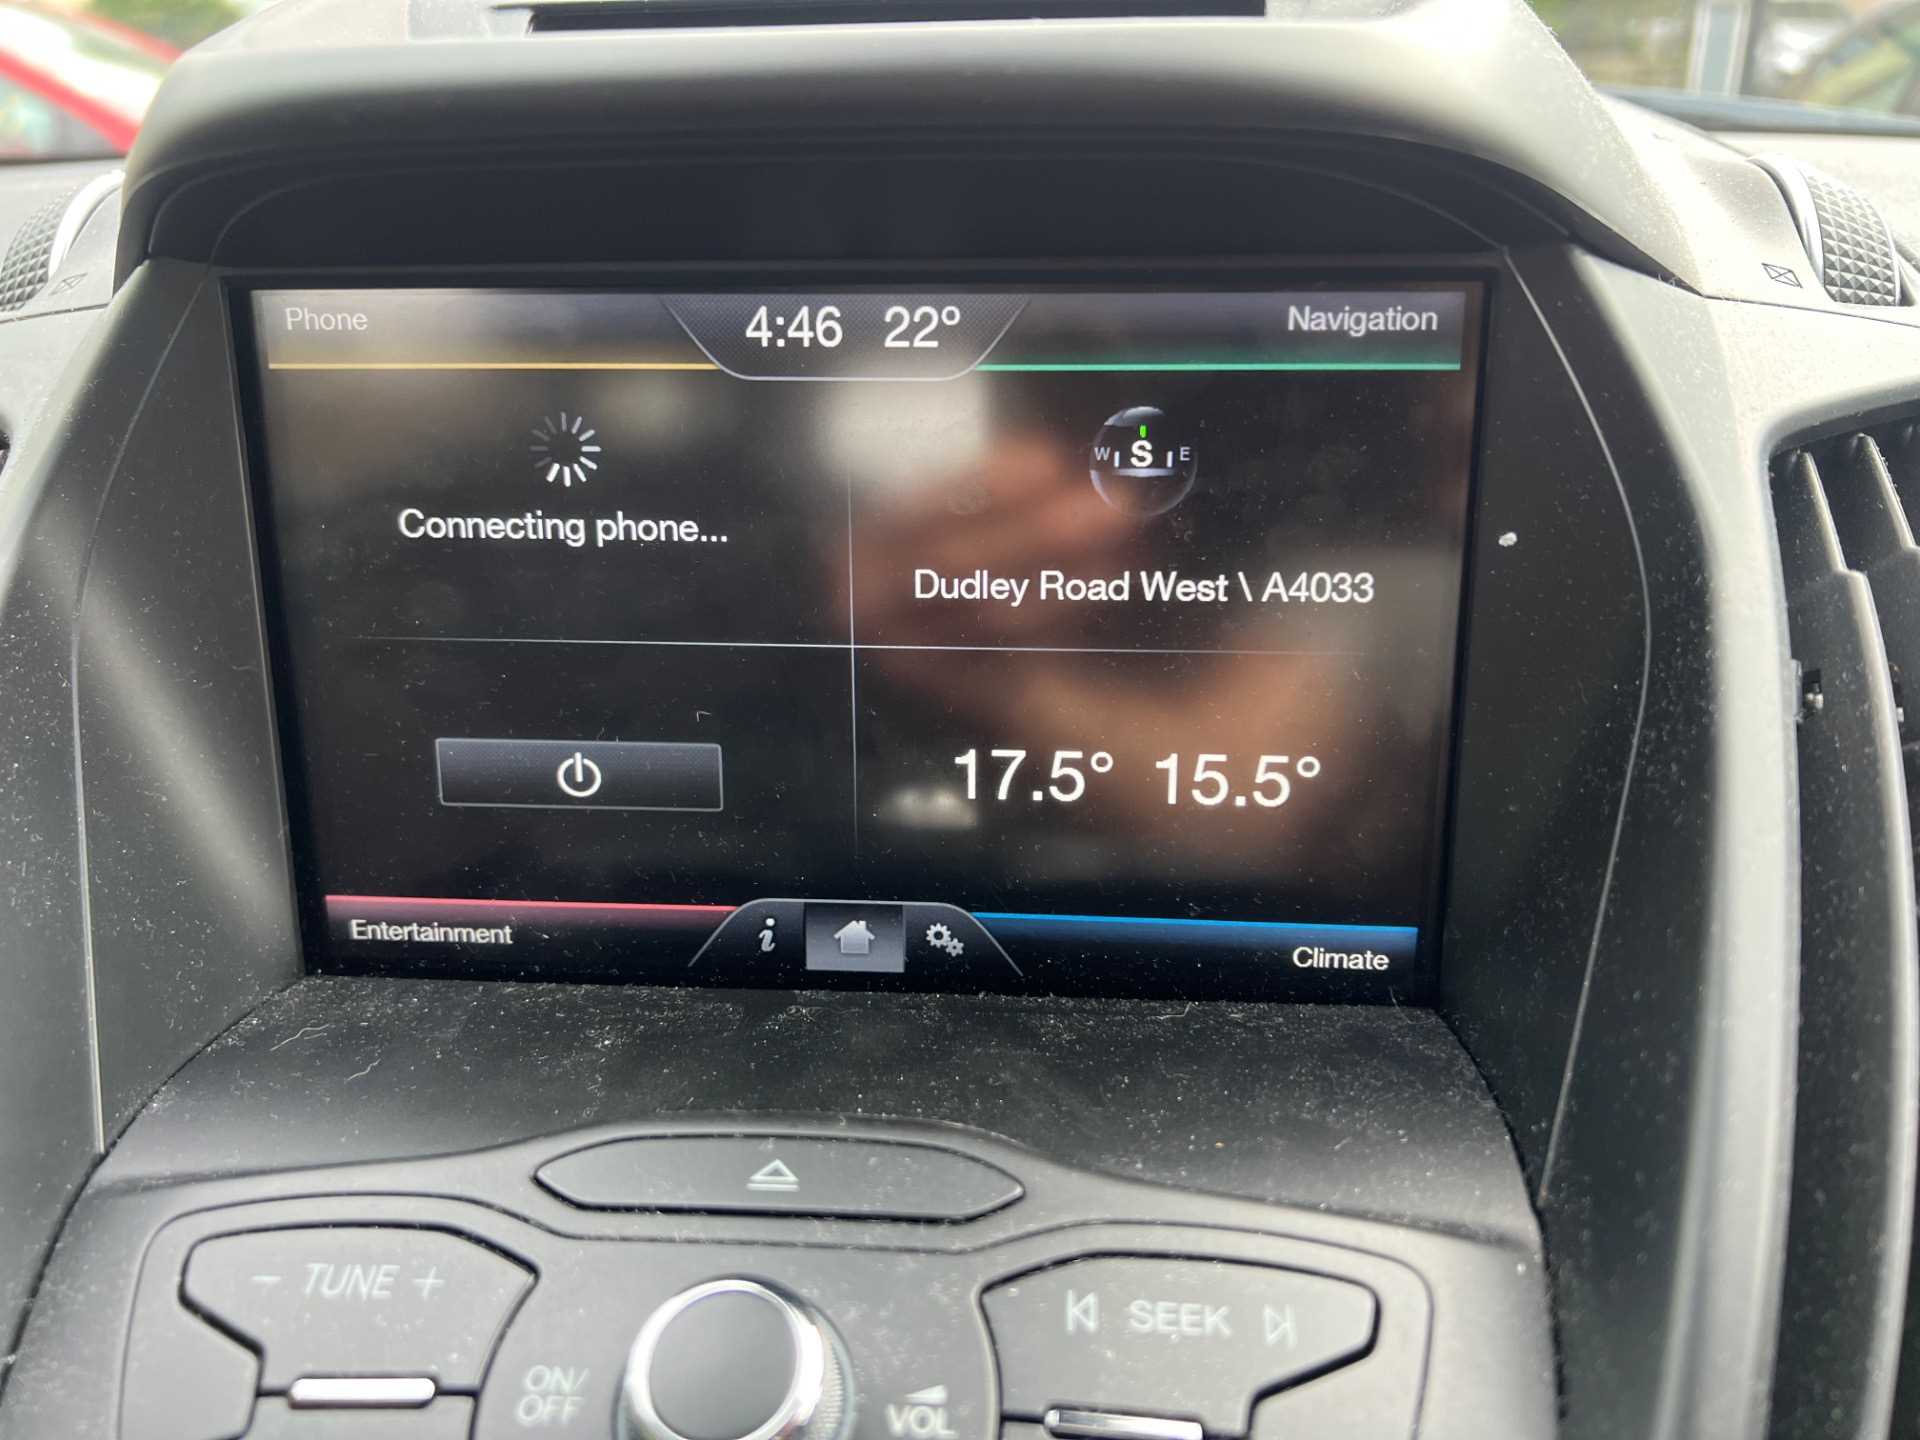 Phone
4:46 22º
Navigation
W S E
Connecting phone...
Dudley Road West \ A4033
17.5° 15.5°
Entertainment
i
Climate
- TUNE +
SEEK
ON/
OFF
VOL